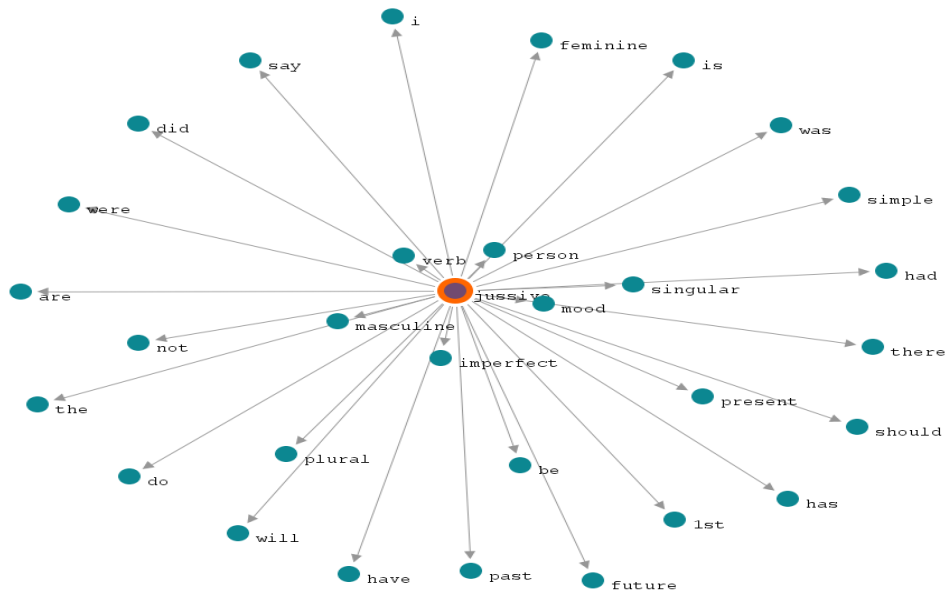 i
feminine
say
is
did
was
simple
were
verb
person
had
are
jussive
singular
mood
masculine
not
there
imperfect
the
present
should
plural
be
do
has
1st
will
have
past
future